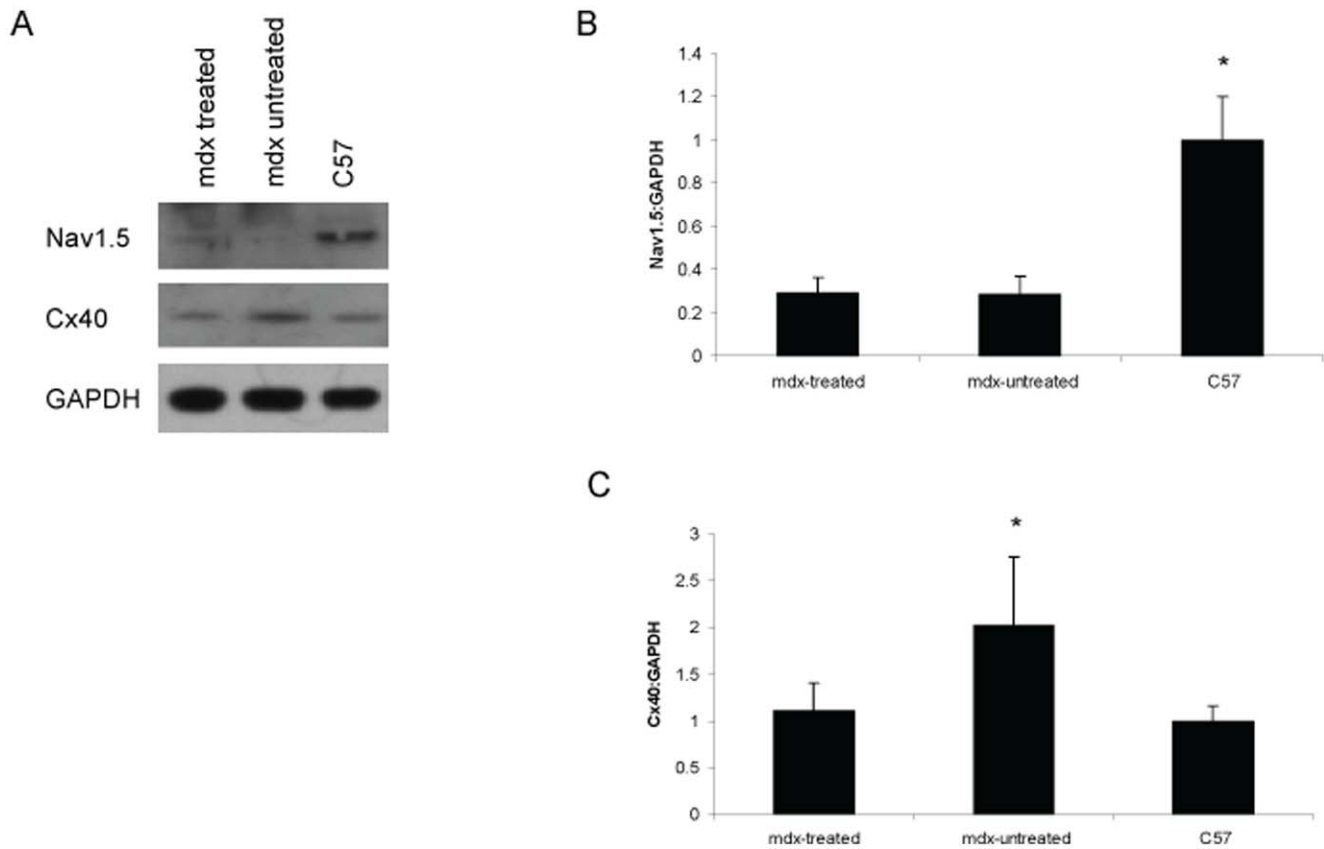 A
mdx treated
mdx untreated
C57
Nav1.5
Cx40
GAPDH
B
Nav1.5:GAPDH
1.4
1.2
1
0.8
0.6
0.4
0.2
0
*
mdx-treated
mdx-untreated
C57
C
Cx40:GAPDH
3
2.5
2
1.5
1
0.5
0
*
mdx-treated
mdx-untreated
C57